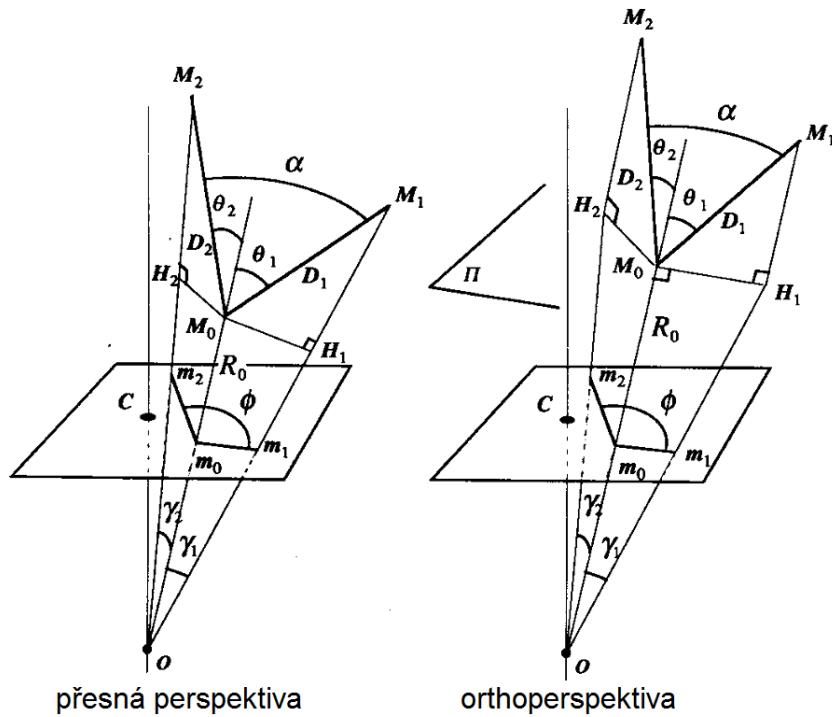 M₂
α
M₁
θ₂
θ₁
D₂
D₁
H₂
M₀
H₁
R₀
m₂
C
ϕ
m₁
m₀
γ₂
γ₁
O
přesná perspektiva
M₂
α
M₁
θ₂
D₂
θ₁
H₂
D₁
Π
M₀
H₁
R₀
m₂
C
ϕ
m₁
m₀
γ₂
γ₁
O
orthoperspektiva